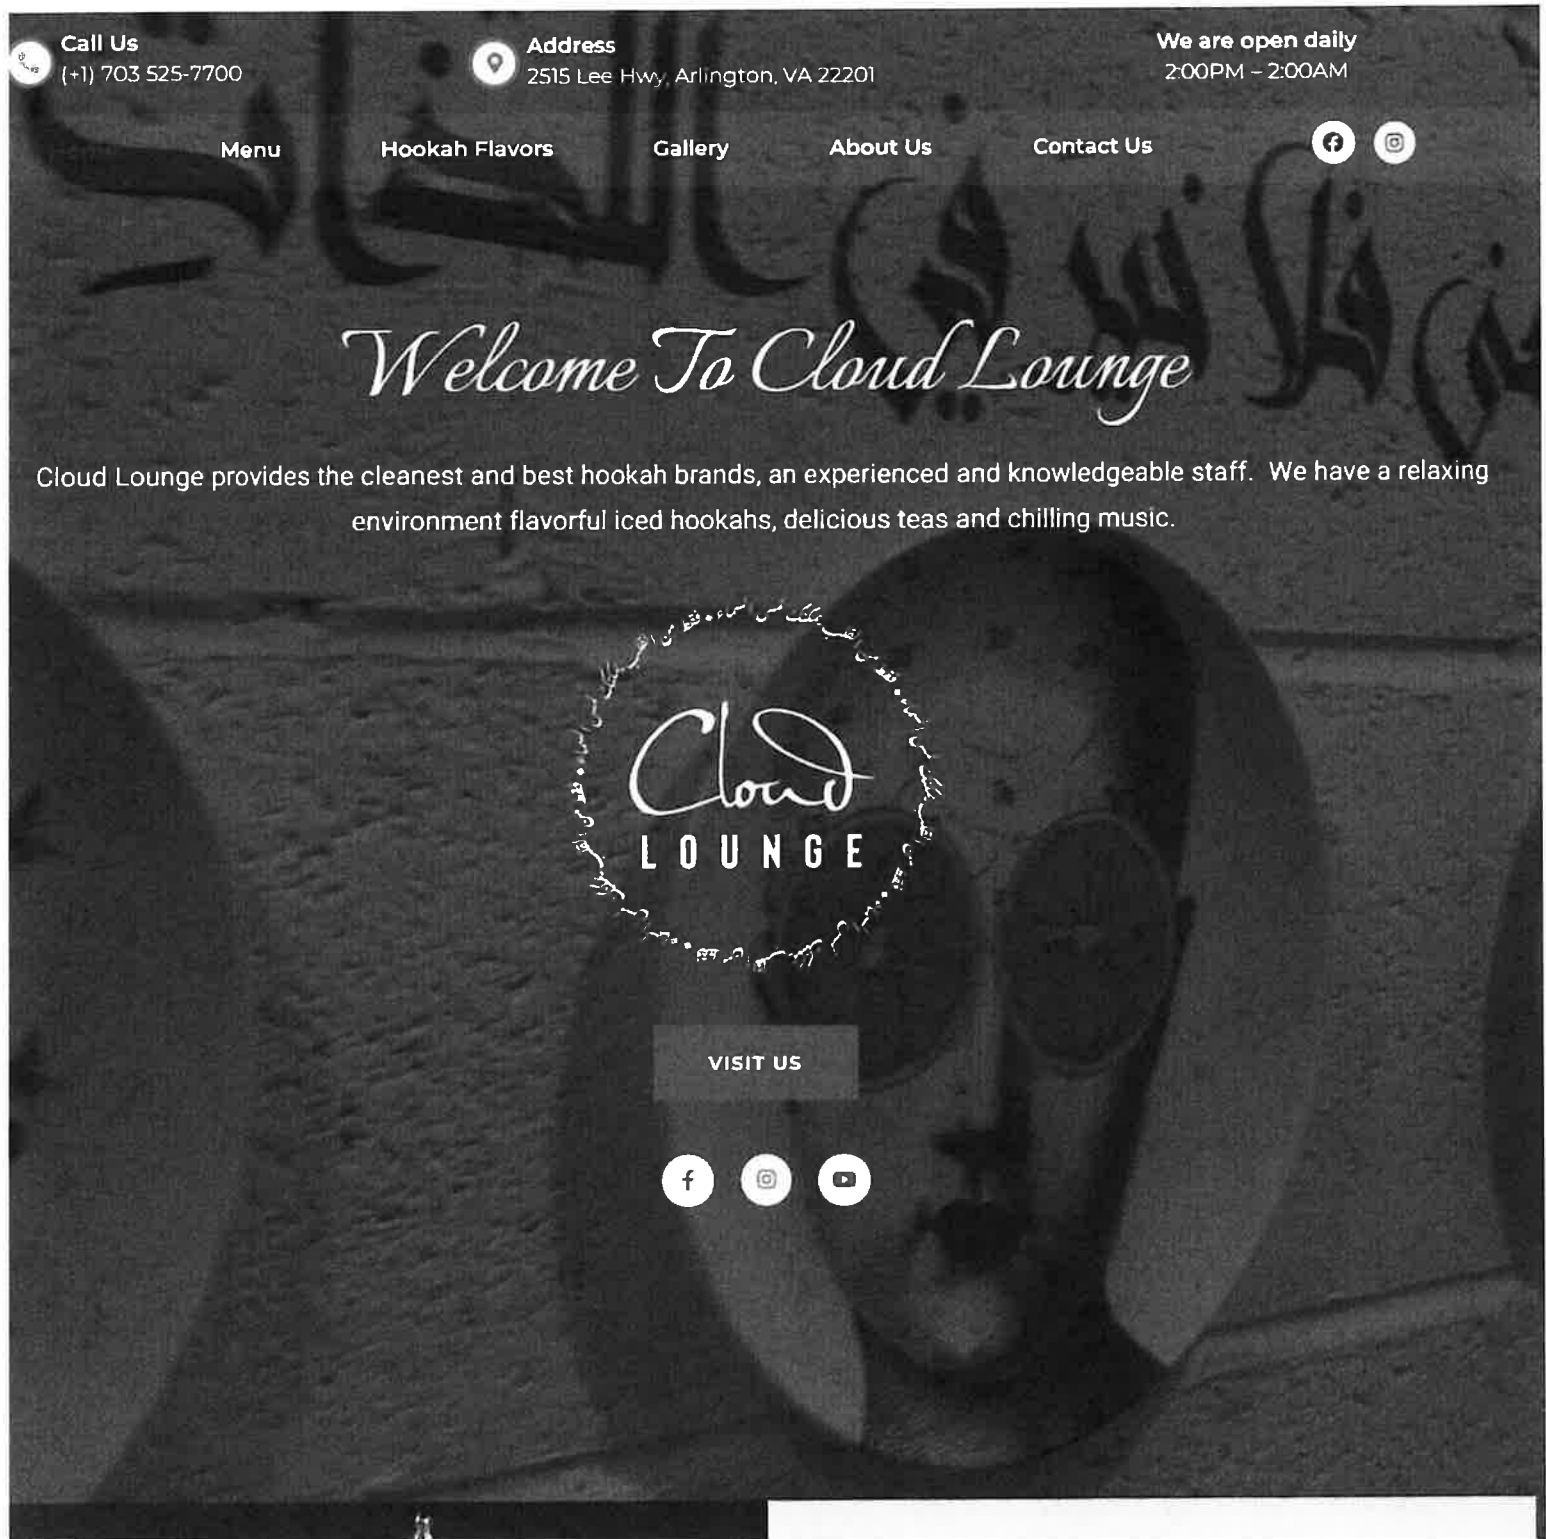 Call Us
(+1) 703 525-7700
Address
2515 Lee Hwy, Arlington, VA 22201
We are open daily
2:00PM – 2:00AM
Menu
Hookah Flavors
Gallery
About Us
Contact Us
Welcome To Cloud Lounge
Cloud Lounge provides the cleanest and best hookah brands, an experienced and knowledgeable staff.  We have a relaxing
environment flavorful iced hookahs, delicious teas and chilling music.
Cloud
LOUNGE
VISIT US